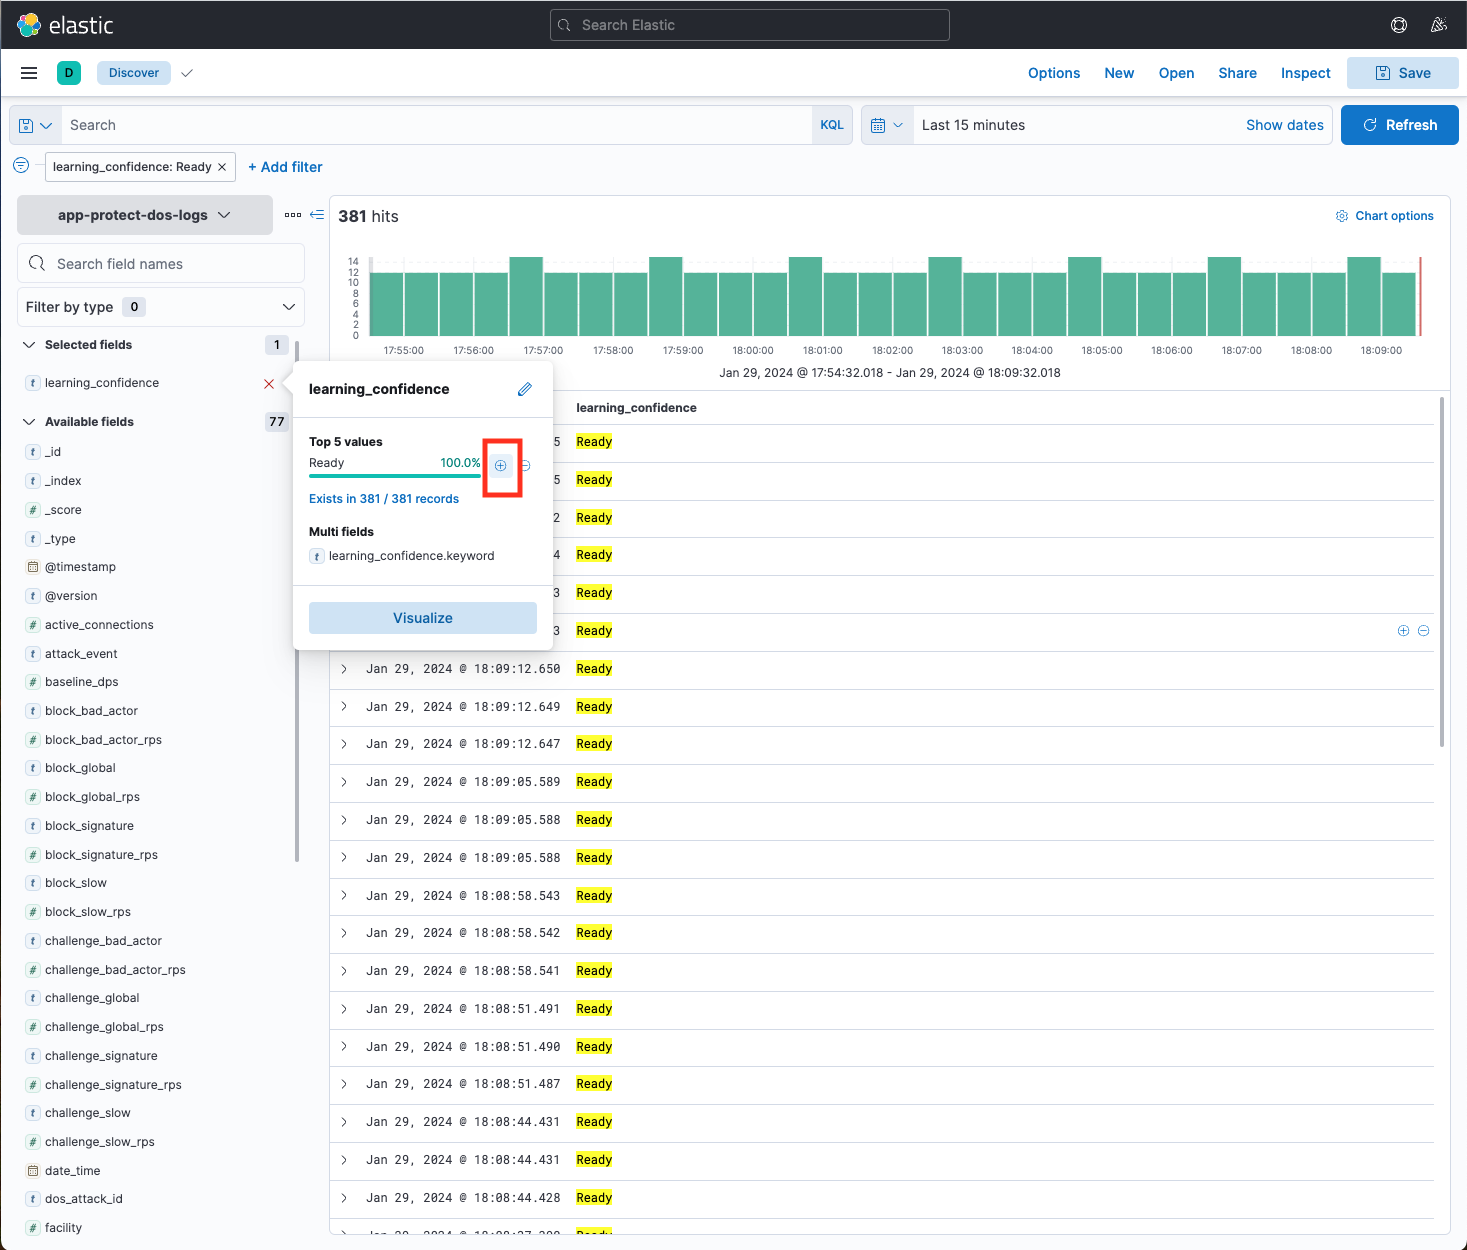 elastic
Search Elastic
D
Discover
Options
New
Open
Share
Inspect
Save
Search
KQL
Last 15 minutes
Show dates
Refresh
learning_confidence: Ready ×
+ Add filter
app-protect-dos-logs
Search field names
Filter by type 0
Selected fields 1
t learning_confidence
Available fields 77
t _id
t _index
# _score
t _type
@timestamp
t @version
# active_connections
t attack_event
# baseline_dps
t block_bad_actor
# block_bad_actor_rps
t block_global
# block_global_rps
t block_signature
# block_signature_rps
t block_slow
# block_slow_rps
t challenge_bad_actor
# challenge_bad_actor_rps
t challenge_global
# challenge_global_rps
t challenge_signature
# challenge_signature_rps
t challenge_slow
# challenge_slow_rps
date_time
t dos_attack_id
# facility
learning_confidence
Top 5 values
Ready 100.0%
Exists in 381 / 381 records
Multi fields
t learning_confidence.keyword
Visualize
381 hits
Chart options
14
12
10
8
6
4
2
0
17:55:00 17:56:00 17:57:00 17:58:00 17:59:00 18:00:00 18:01:00 18:02:00 18:03:00 18:04:00 18:05:00 18:06:00 18:07:00 18:08:00 18:09:00
Jan 29, 2024 @ 17:54:32.018 - Jan 29, 2024 @ 18:09:32.018
learning_confidence
5 Ready
5 Ready
2 Ready
4 Ready
3 Ready
3 Ready
Jan 29, 2024 @ 18:09:12.650 Ready
Jan 29, 2024 @ 18:09:12.649 Ready
Jan 29, 2024 @ 18:09:12.647 Ready
Jan 29, 2024 @ 18:09:05.589 Ready
Jan 29, 2024 @ 18:09:05.588 Ready
Jan 29, 2024 @ 18:09:05.588 Ready
Jan 29, 2024 @ 18:08:58.543 Ready
Jan 29, 2024 @ 18:08:58.542 Ready
Jan 29, 2024 @ 18:08:58.541 Ready
Jan 29, 2024 @ 18:08:51.491 Ready
Jan 29, 2024 @ 18:08:51.490 Ready
Jan 29, 2024 @ 18:08:51.487 Ready
Jan 29, 2024 @ 18:08:44.431 Ready
Jan 29, 2024 @ 18:08:44.431 Ready
Jan 29, 2024 @ 18:08:44.428 Ready